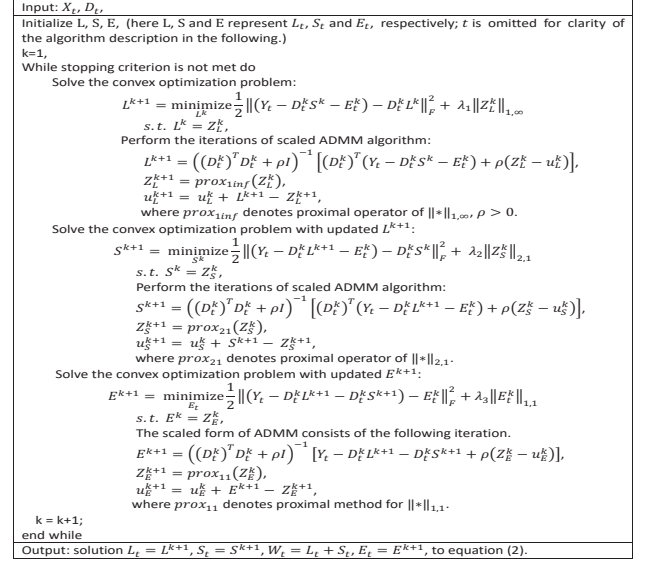 Input: X_t, D_t,
Initialize L, S, E, (here L, S and E represent L_t, S_t and E_t, respectively; t is omitted for clarity of
the algorithm description in the following.)
k=1,
While stopping criterion is not met do
Solve the convex optimization problem:
L^{k+1} = minimize_{L^k} 1/2 ‖(Y_t − D_t^k S^k − E_t^k) − D_t^k L^k‖_F^2 + λ_1‖Z_L^k‖_{1,∞}
s.t. L^k = Z_L^k,
Perform the iterations of scaled ADMM algorithm:
L^{k+1} = ((D_t^k)^T D_t^k + ρI)^{−1} [(D_t^k)^T (Y_t − D_t^k S^k − E_t^k) + ρ(Z_L^k − u_L^k)],
Z_L^{k+1} = prox_{1inf}(Z_L^k),
u_L^{k+1} = u_L^k + L^{k+1} − Z_L^{k+1},
where prox_{1inf} denotes proximal operator of ‖∗‖_{1,∞}, ρ > 0.
Solve the convex optimization problem with updated L^{k+1}:
S^{k+1} = minimize_{S^k} 1/2 ‖(Y_t − D_t^k L^{k+1} − E_t^k) − D_t^k S^k‖_F^2 + λ_2‖Z_S^k‖_{2,1}
s.t. S^k = Z_S^k,
Perform the iterations of scaled ADMM algorithm:
S^{k+1} = ((D_t^k)^T D_t^k + ρI)^{−1} [(D_t^k)^T (Y_t − D_t^k L^{k+1} − E_t^k) + ρ(Z_S^k − u_S^k)],
Z_S^{k+1} = prox_{21}(Z_S^k),
u_S^{k+1} = u_S^k + S^{k+1} − Z_S^{k+1},
where prox_{21} denotes proximal operator of ‖∗‖_{2,1}.
Solve the convex optimization problem with updated E^{k+1}:
E^{k+1} = minimize_{E_t} 1/2 ‖(Y_t − D_t^k L^{k+1} − D_t^k S^{k+1}) − E_t^k‖_F^2 + λ_3‖E_t^k‖_{1,1}
s.t. E^k = Z_E^k,
The scaled form of ADMM consists of the following iteration.
E^{k+1} = ((D_t^k)^T D_t^k + ρI)^{−1} [Y_t − D_t^k L^{k+1} − D_t^k S^{k+1} + ρ(Z_E^k − u_E^k)],
Z_E^{k+1} = prox_{11}(Z_E^k),
u_E^{k+1} = u_E^k + E^{k+1} − Z_E^{k+1},
where prox_{11} denotes proximal method for ‖∗‖_{1,1}.
k = k+1;
end while
Output: solution L_t = L^{k+1}, S_t = S^{k+1}, W_t = L_t + S_t, E_t = E^{k+1}, to equation (2).